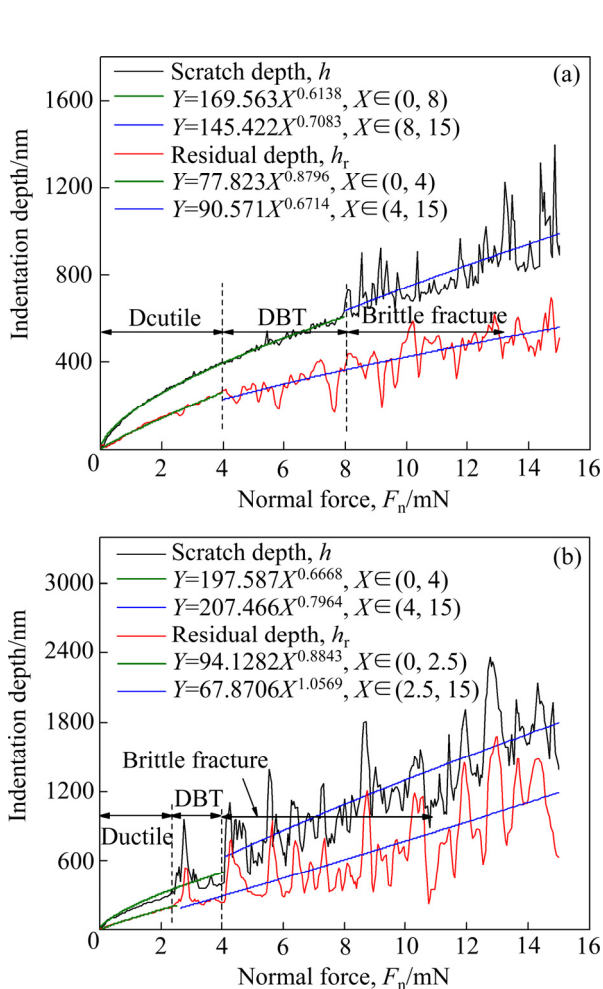 (a)
Scratch depth, h
Y=169.563X^0.6138, X∈(0, 8)
Y=145.422X^0.7083, X∈(8, 15)
Residual depth, hr
Y=77.823X^0.8796, X∈(0, 4)
Y=90.571X^0.6714, X∈(4, 15)
Indentation depth/nm
1600
1200
800
400
0
Dcutile
DBT
Brittle fracture
2 4 6 8 10 12 14 16
Normal force, Fn/mN
(b)
Scratch depth, h
Y=197.587X^0.6668, X∈(0, 4)
Y=207.466X^0.7964, X∈(4, 15)
Residual depth, hr
Y=94.1282X^0.8843, X∈(0, 2.5)
Y=67.8706X^1.0569, X∈(2.5, 15)
Indentation depth/nm
3000
2400
1800
1200
600
0
Brittle fracture
DBT
Ductile
2 4 6 8 10 12 14 16
Normal force, Fn/mN